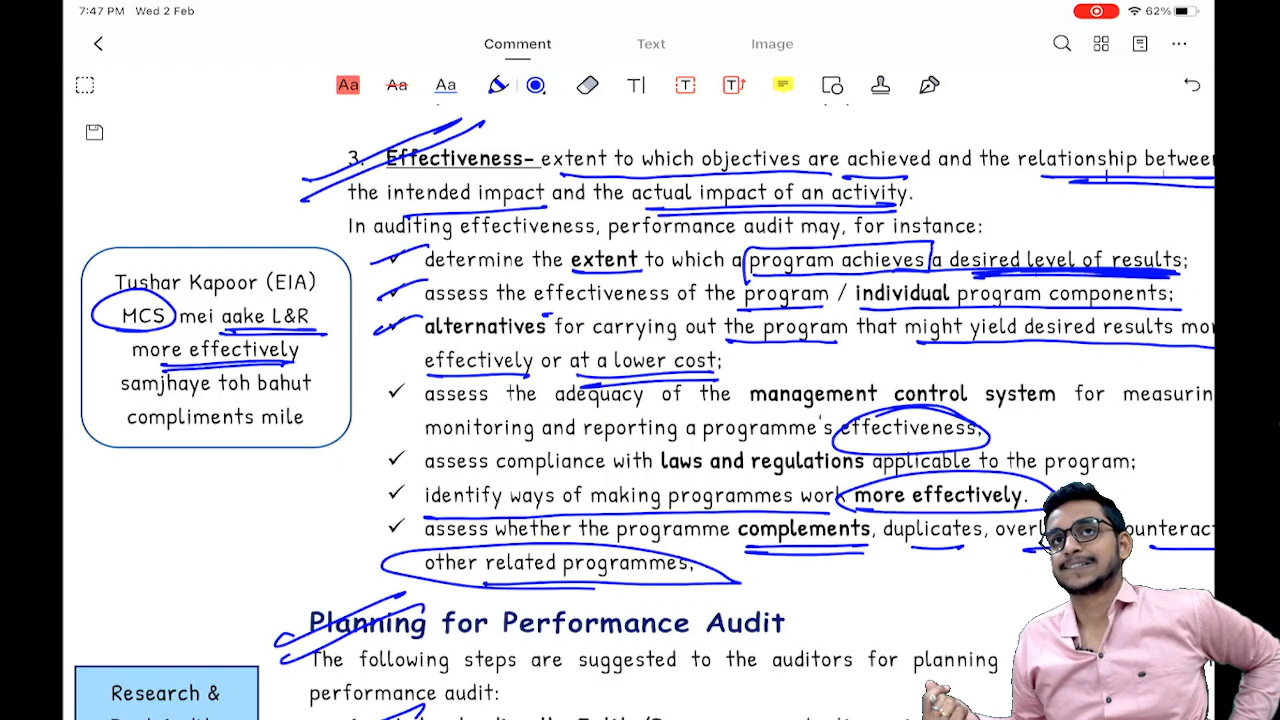 7:47 PM Wed 2 Feb
62%
Comment Text Image
Aa Aa Aa T T T
3. Effectiveness- extent to which objectives are achieved and the relationship between
the intended impact and the actual impact of an activity.
In auditing effectiveness, performance audit may, for instance:
✓ determine the extent to which a program achieves a desired level of results;
✓ assess the effectiveness of the program / individual program components;
✓ alternatives for carrying out the program that might yield desired results
effectively or at a lower cost;
✓ assess the adequacy of the management control system for
monitoring and reporting a programme's effectiveness;
✓ assess compliance with laws and regulations applicable to the program;
✓ identify ways of making programmes work more effectively.
✓ assess whether the programme complements, duplicates,
other related programmes;
Tushar Kapoor (EIA)
MCS mei aake L&R
more effectively
samjhaye toh bahut
compliments mile
Planning for Performance Audit
The following steps are suggested to the auditors for planning
performance audit:
Research &